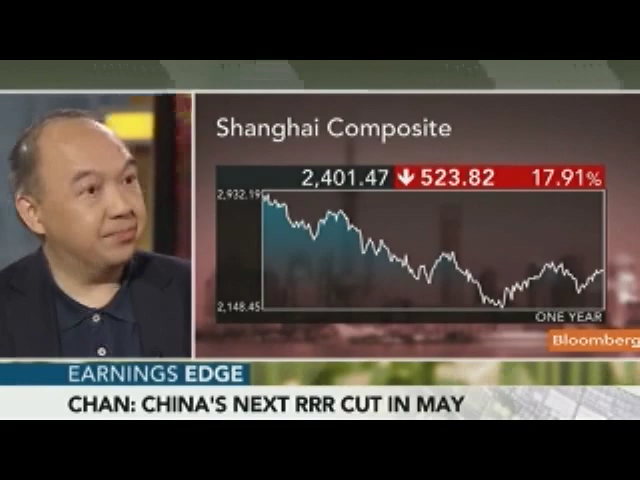 Shanghai Composite
2,401.47 523.82 17.91%
2,932.19
2,148.45
ONE YEAR
Bloomberg
EARNINGS EDGE
CHAN: CHINA'S NEXT RRR CUT IN MAY